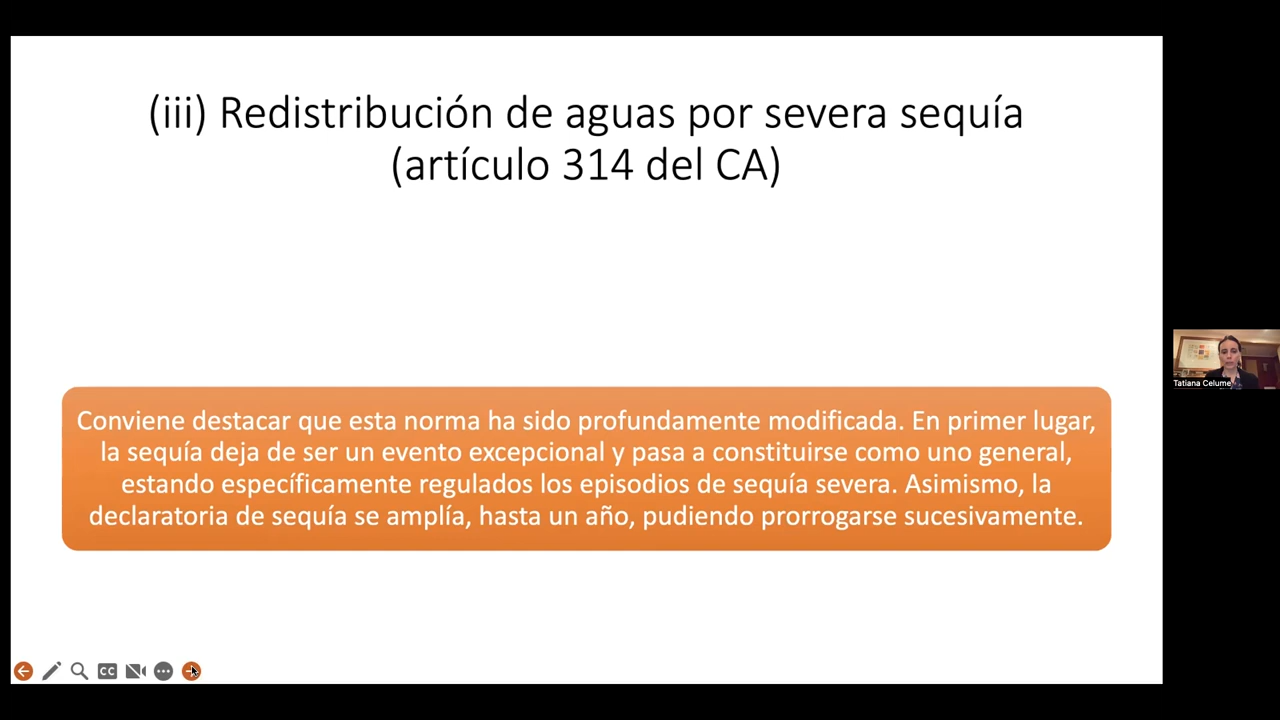 (iii) Redistribución de aguas por severa sequía
(artículo 314 del CA)
Conviene destacar que esta norma ha sido profundamente modificada. En primer lugar,
la sequía deja de ser un evento excepcional y pasa a constituirse como uno general,
estando específicamente regulados los episodios de sequía severa. Asimismo, la
declaratoria de sequía se amplía, hasta un año, pudiendo prorrogarse sucesivamente.
Tatiana Celume
CC